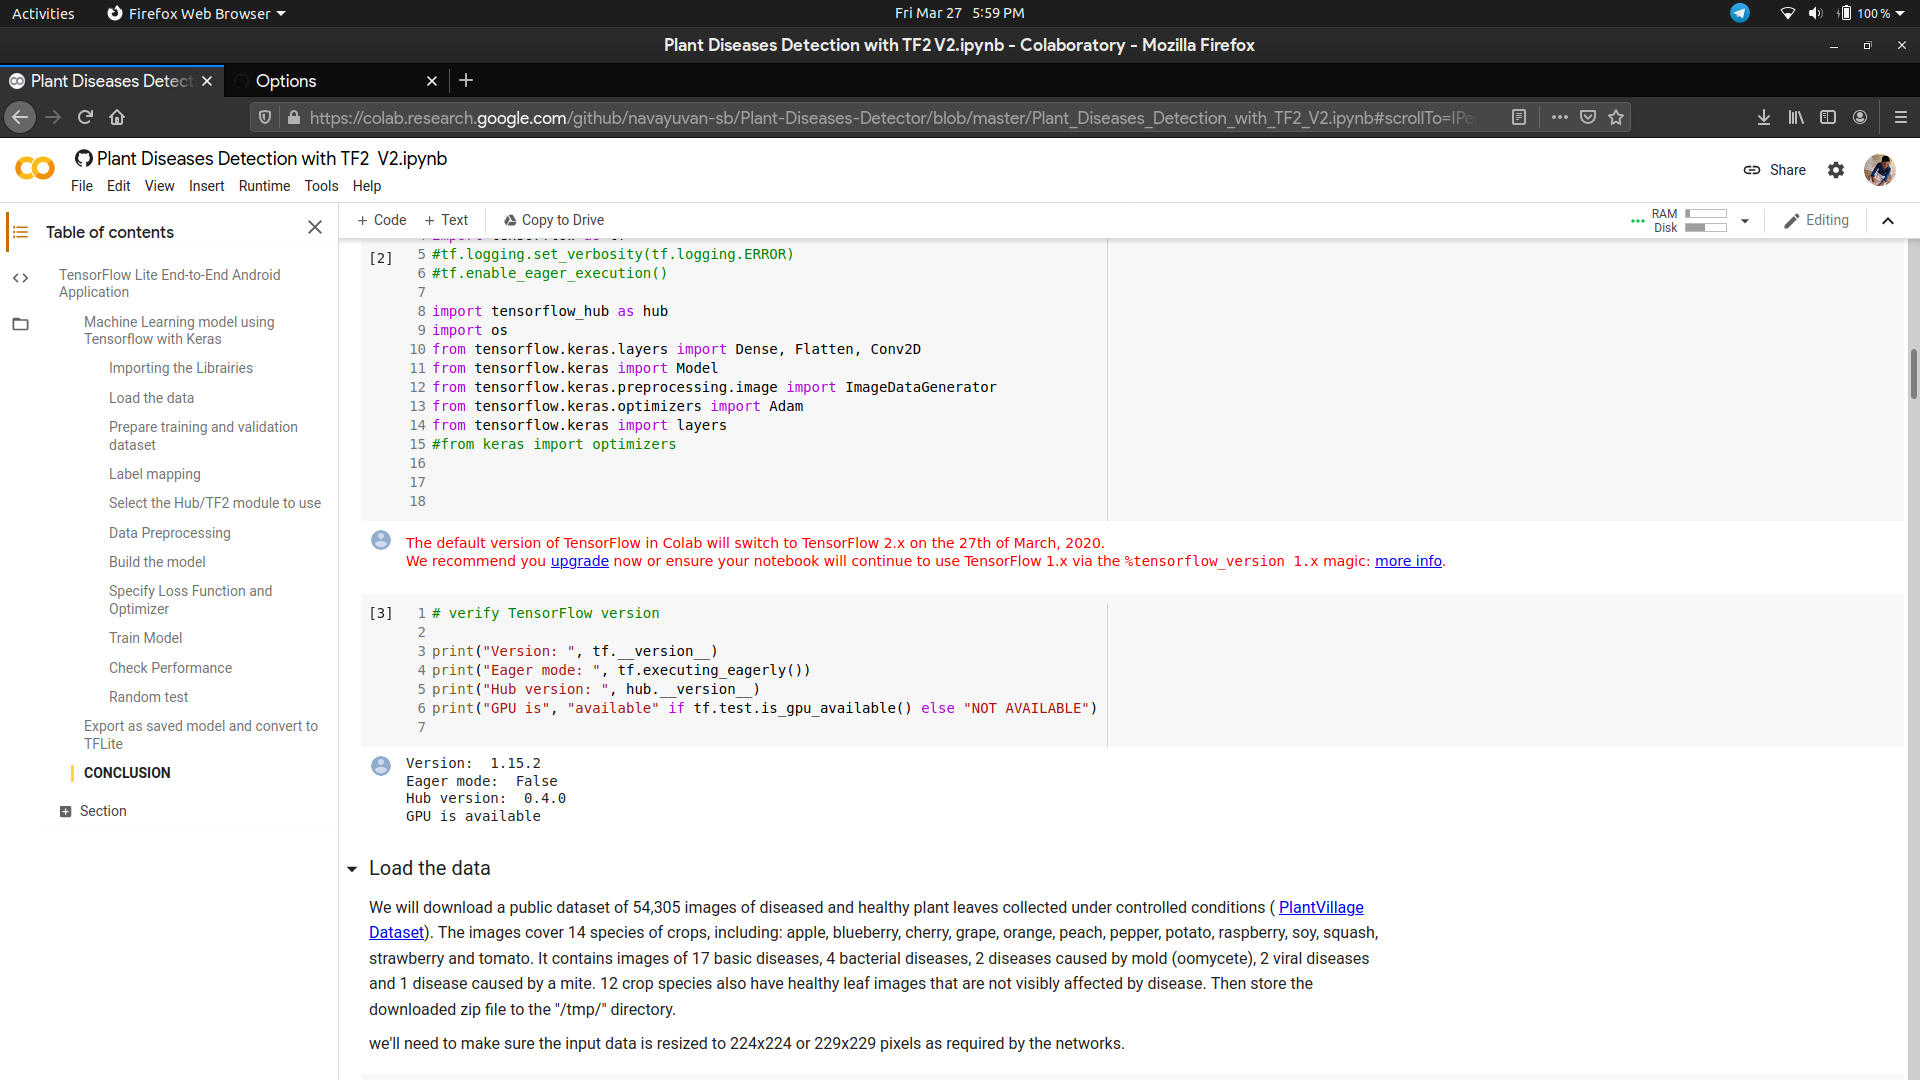 Activities
Firefox Web Browser
Fri Mar 27 5:59 PM
100 %
Plant Diseases Detection with TF2 V2.ipynb - Colaboratory - Mozilla Firefox
Plant Diseases Detect
Options
https://colab.research.google.com/github/navayuvan-sb/Plant-Diseases-Detector/blob/master/Plant_Diseases_Detection_with_TF2_V2.ipynb#scrollTo=IPe
Plant Diseases Detection with TF2 V2.ipynb
File Edit View Insert Runtime Tools Help
Share
Table of contents
TensorFlow Lite End-to-End Android
Application
Machine Learning model using
Tensorflow with Keras
Importing the Librairies
Load the data
Prepare training and validation
dataset
Label mapping
Select the Hub/TF2 module to use
Data Preprocessing
Build the model
Specify Loss Function and
Optimizer
Train Model
Check Performance
Random test
Export as saved model and convert to
TFLite
CONCLUSION
Section
+ Code + Text Copy to Drive
RAM
Disk
Editing
[2]
5 #tf.logging.set_verbosity(tf.logging.ERROR)
6 #tf.enable_eager_execution()
7
8 import tensorflow_hub as hub
9 import os
10 from tensorflow.keras.layers import Dense, Flatten, Conv2D
11 from tensorflow.keras import Model
12 from tensorflow.keras.preprocessing.image import ImageDataGenerator
13 from tensorflow.keras.optimizers import Adam
14 from tensorflow.keras import layers
15 #from keras import optimizers
16
17
18
The default version of TensorFlow in Colab will switch to TensorFlow 2.x on the 27th of March, 2020.
We recommend you upgrade now or ensure your notebook will continue to use TensorFlow 1.x via the %tensorflow_version 1.x magic: more info.
[3]
1 # verify TensorFlow version
2
3 print("Version: ", tf.__version__)
4 print("Eager mode: ", tf.executing_eagerly())
5 print("Hub version: ", hub.__version__)
6 print("GPU is", "available" if tf.test.is_gpu_available() else "NOT AVAILABLE")
7
Version:  1.15.2
Eager mode:  False
Hub version:  0.4.0
GPU is available
Load the data
We will download a public dataset of 54,305 images of diseased and healthy plant leaves collected under controlled conditions ( PlantVillage
Dataset). The images cover 14 species of crops, including: apple, blueberry, cherry, grape, orange, peach, pepper, potato, raspberry, soy, squash,
strawberry and tomato. It contains images of 17 basic diseases, 4 bacterial diseases, 2 diseases caused by mold (oomycete), 2 viral diseases
and 1 disease caused by a mite. 12 crop species also have healthy leaf images that are not visibly affected by disease. Then store the
downloaded zip file to the "/tmp/" directory.
we'll need to make sure the input data is resized to 224x224 or 229x229 pixels as required by the networks.